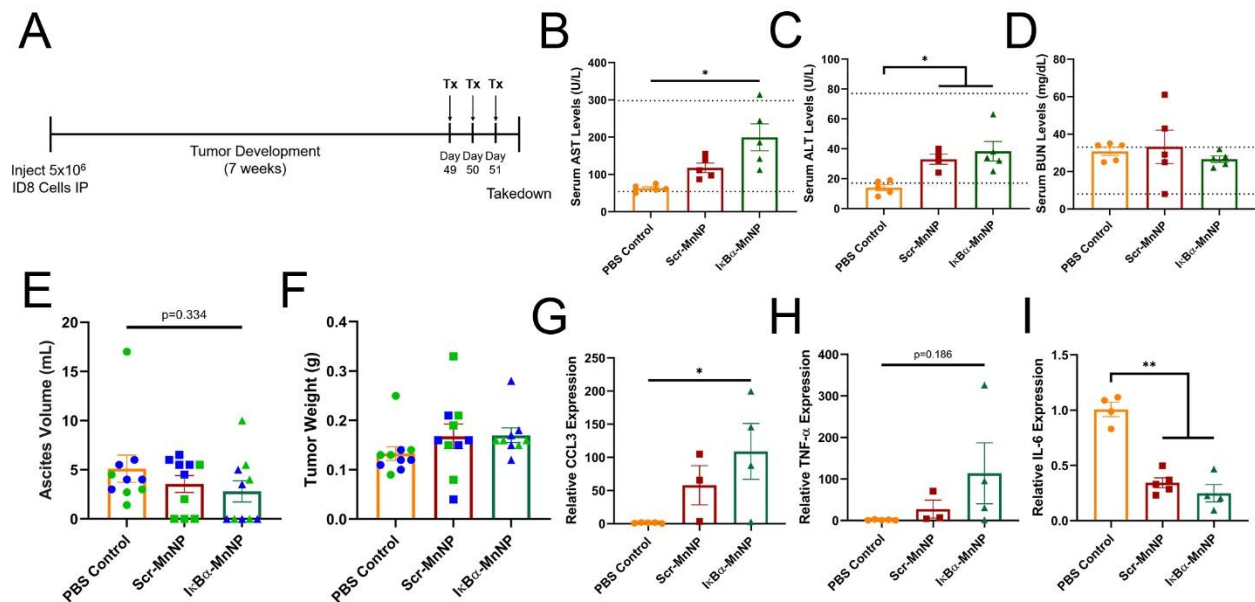 A
Tx Tx Tx
Inject 5x10⁶
ID8 Cells IP
Tumor Development
(7 weeks)
Day
49
Day
50
Day
51
Takedown
B
Serum AST Levels (U/L)
400
300
200
100
0
*
PBS Control
Scr-MnNP
IκBα-MnNP
C
Serum ALT Levels (U/L)
100
80
60
40
20
0
*
PBS Control
Scr-MnNP
IκBα-MnNP
D
Serum BUN Levels (mg/dL)
80
60
40
20
0
PBS Control
Scr-MnNP
IκBα-MnNP
E
Ascites Volume (mL)
20
15
10
5
0
p=0.334
PBS Control
Scr-MnNP
IκBα-MnNP
F
Tumor Weight (g)
0.4
0.3
0.2
0.1
0.0
PBS Control
Scr-MnNP
IκBα-MnNP
G
Relative CCL3 Expression
250
200
150
100
50
0
*
PBS Control
Scr-MnNP
IκBα-MnNP
H
Relative TNF-α Expression
400
300
200
100
0
p=0.186
PBS Control
Scr-MnNP
IκBα-MnNP
I
Relative IL-6 Expression
1.5
1.0
0.5
0.0
**
PBS Control
Scr-MnNP
IκBα-MnNP